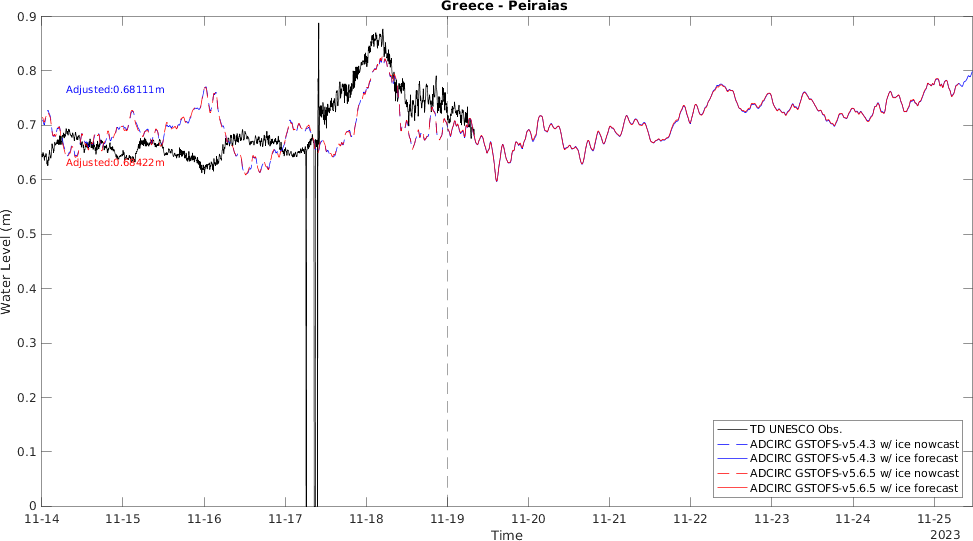 Greece - Peiraias
Water Level (m)
0.9
0.8
0.7
0.6
0.5
0.4
0.3
0.2
0.1
0
Adjusted:0.68111m
Adjusted:0.68422m
TD UNESCO Obs.
ADCIRC GSTOFS-v5.4.3 w/ ice nowcast
ADCIRC GSTOFS-v5.4.3 w/ ice forecast
ADCIRC GSTOFS-v5.6.5 w/ ice nowcast
ADCIRC GSTOFS-v5.6.5 w/ ice forecast
11-14 11-15 11-16 11-17 11-18 11-19 11-20 11-21 11-22 11-23 11-24 11-25
2023
Time